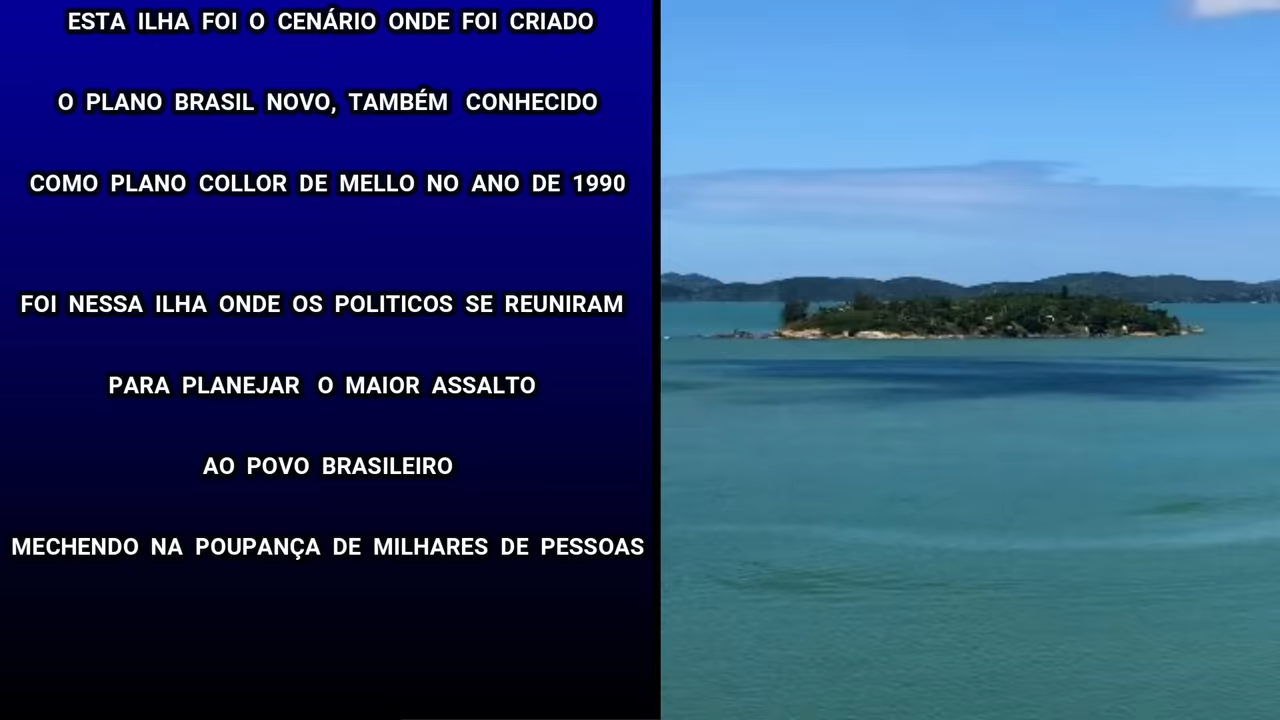 ESTA ILHA FOI O CENÁRIO ONDE FOI CRIADO
O PLANO BRASIL NOVO, TAMBÉM CONHECIDO
COMO PLANO COLLOR DE MELLO NO ANO DE 1990
FOI NESSA ILHA ONDE OS POLITICOS SE REUNIRAM
PARA PLANEJAR O MAIOR ASSALTO
AO POVO BRASILEIRO
MECHENDO NA POUPANÇA DE MILHARES DE PESSOAS